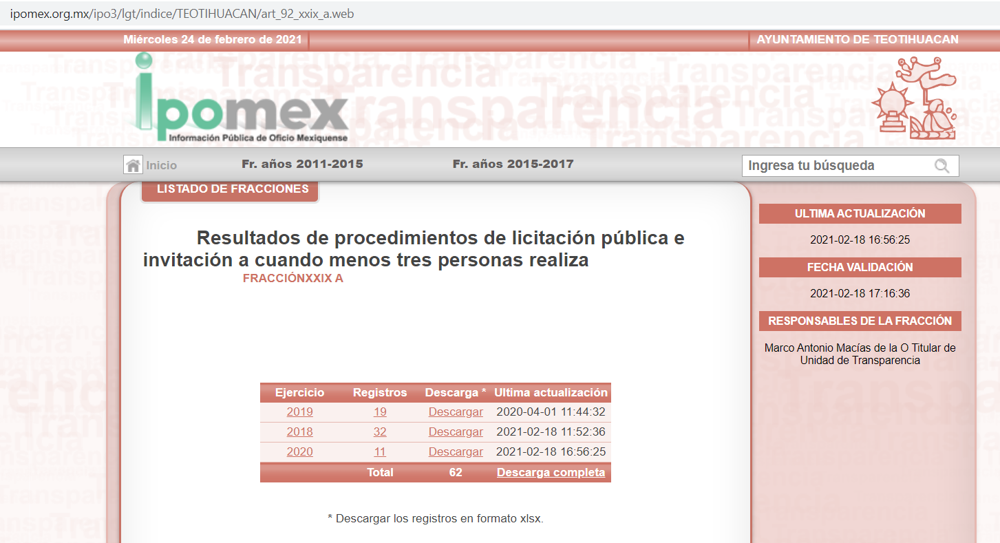 ipomex.org.mx/ipo3/lgt/indice/TEOTIHUACAN/art_92_xxix_a.web
Miércoles 24 de febrero de 2021
AYUNTAMIENTO DE TEOTIHUACAN
ipomex
Información Pública de Oficio Mexiquense
Inicio
Fr. años 2011-2015
Fr. años 2015-2017
Ingresa tu búsqueda
LISTADO DE FRACCIONES
Resultados de procedimientos de licitación pública e
invitación a cuando menos tres personas realiza
FRACCIÓNXXIX A
Ejercicio Registros Descarga * Ultima actualización
2019 19 Descargar 2020-04-01 11:44:32
2018 32 Descargar 2021-02-18 11:52:36
2020 11 Descargar 2021-02-18 16:56:25
Total 62 Descarga completa
* Descargar los registros en formato xlsx.
ULTIMA ACTUALIZACIÓN
2021-02-18 16:56:25
FECHA VALIDACIÓN
2021-02-18 17:16:36
RESPONSABLES DE LA FRACCIÓN
Marco Antonio Macías de la O Titular de
Unidad de Transparencia